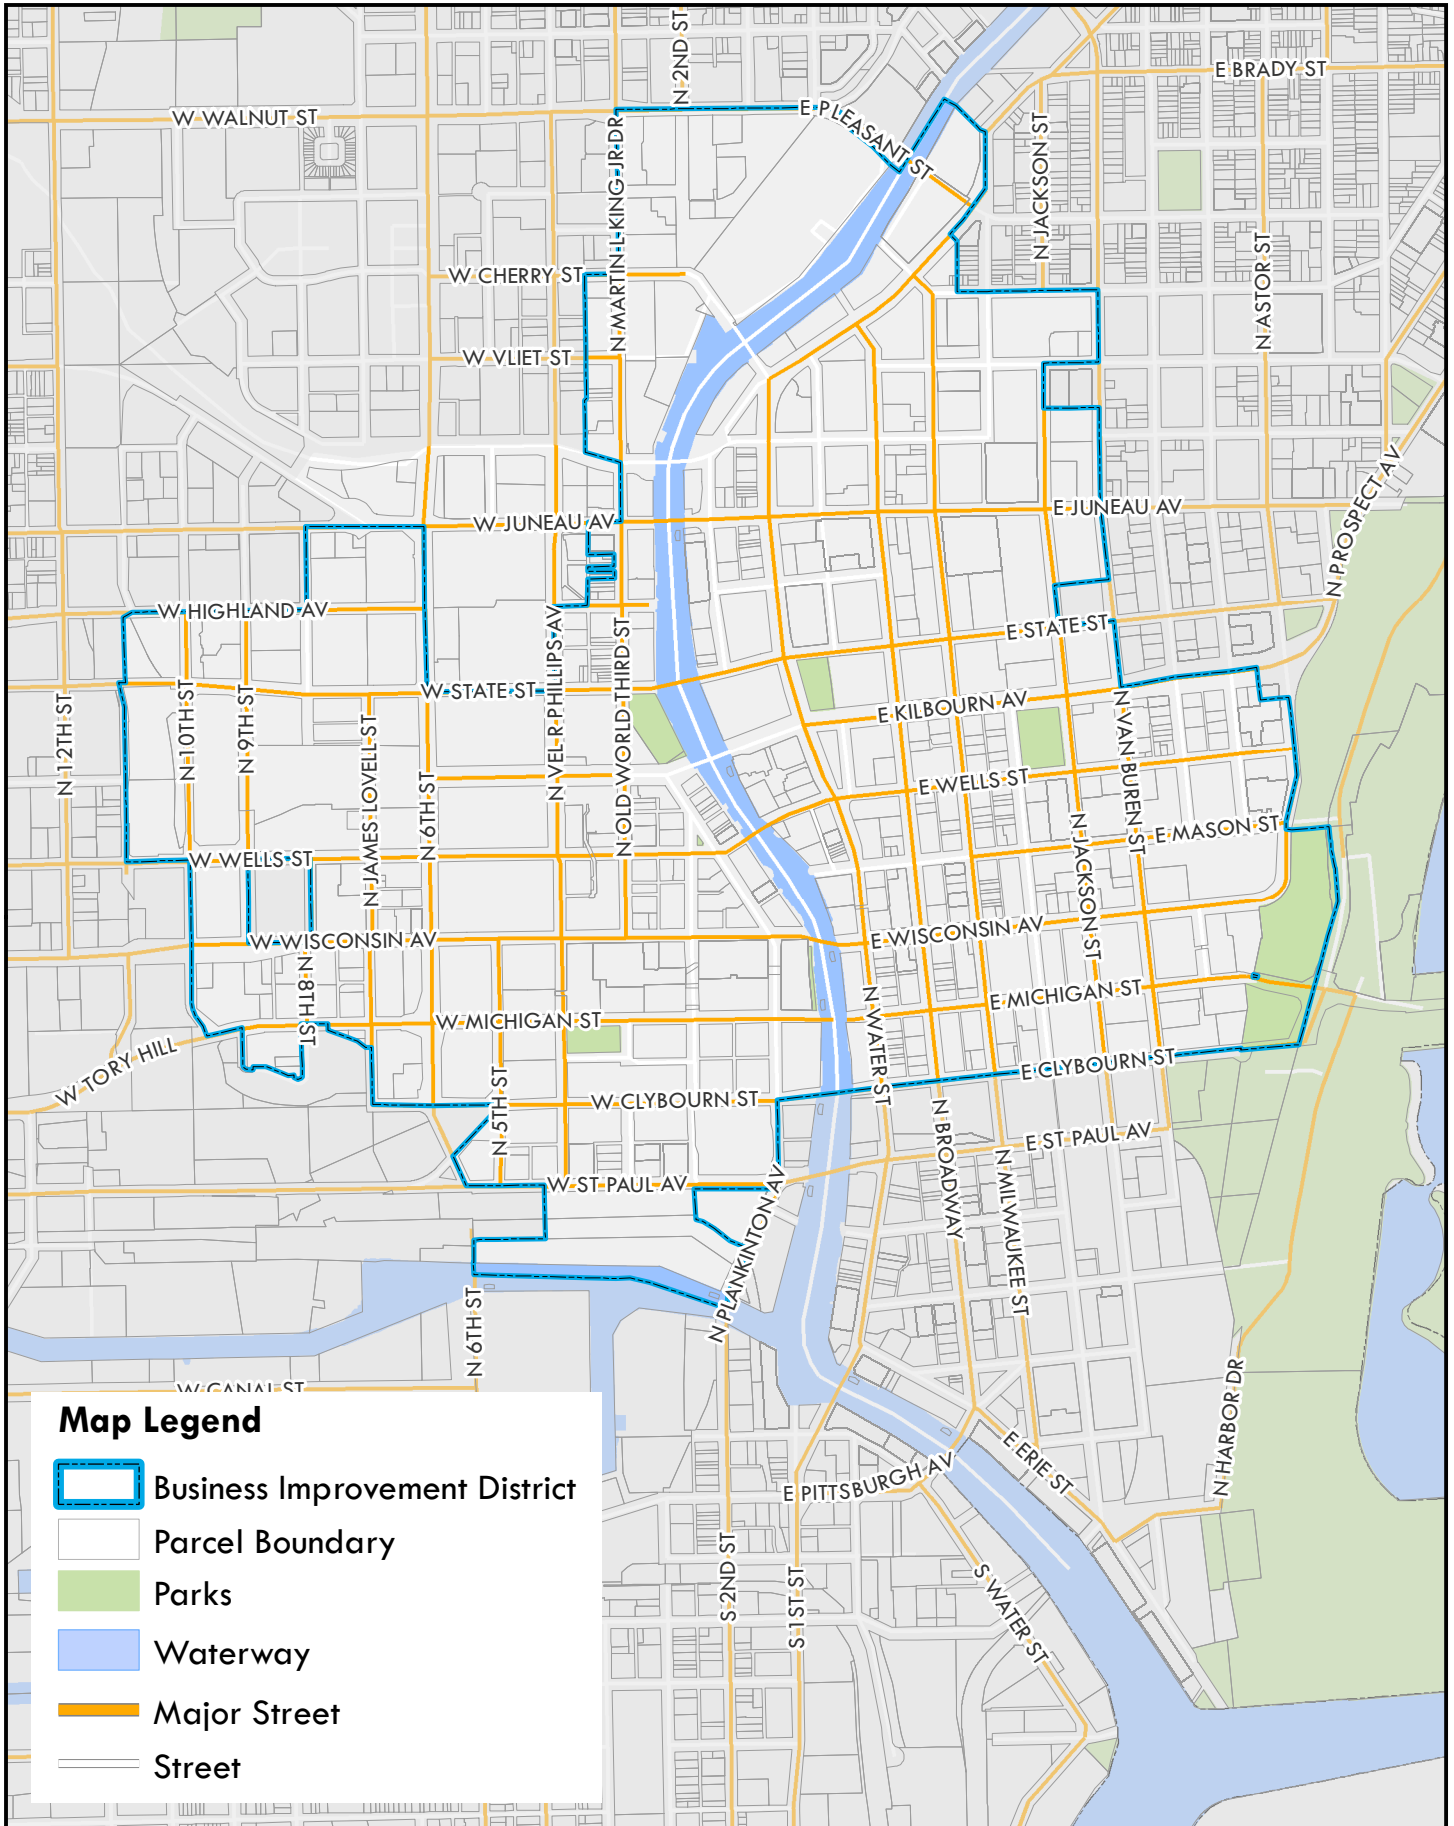 N 2ND ST
E BRADY ST
W WALNUT ST
E PLEASANT ST
N MARTIN L KING JR DR
N JACKSON ST
N ASTOR ST
W CHERRY ST
W VLIET ST
N PROSPECT AV
W JUNEAU AV
E JUNEAU AV
W HIGHLAND AV
E STATE ST
N VEL R PHILLIPS AV
N OLD WORLD THIRD ST
W STATE ST
N 12TH ST
N 10TH ST
N 9TH ST
N JAMES LOVELL ST
N 6TH ST
E KILBOURN AV
N VAN BUREN ST
E WELLS ST
N JACKSON ST
E MASON ST
W WELLS ST
W WISCONSIN AV
E WISCONSIN AV
N 8TH ST
N WATER ST
E MICHIGAN ST
W MICHIGAN ST
W TORY HILL
E CLYBOURN ST
N 5TH ST
W CLYBOURN ST
N BROADWAY
E ST PAUL AV
N MILWAUKEE ST
W ST PAUL AV
N PLANKINTON AV
N 6TH ST
W CANAL ST
N HARBOR DR
E ERIE ST
E PITTSBURGH AV
S 2ND ST
S 1ST ST
S WATER ST
Map Legend
Business Improvement District
Parcel Boundary
Parks
Waterway
Major Street
Street